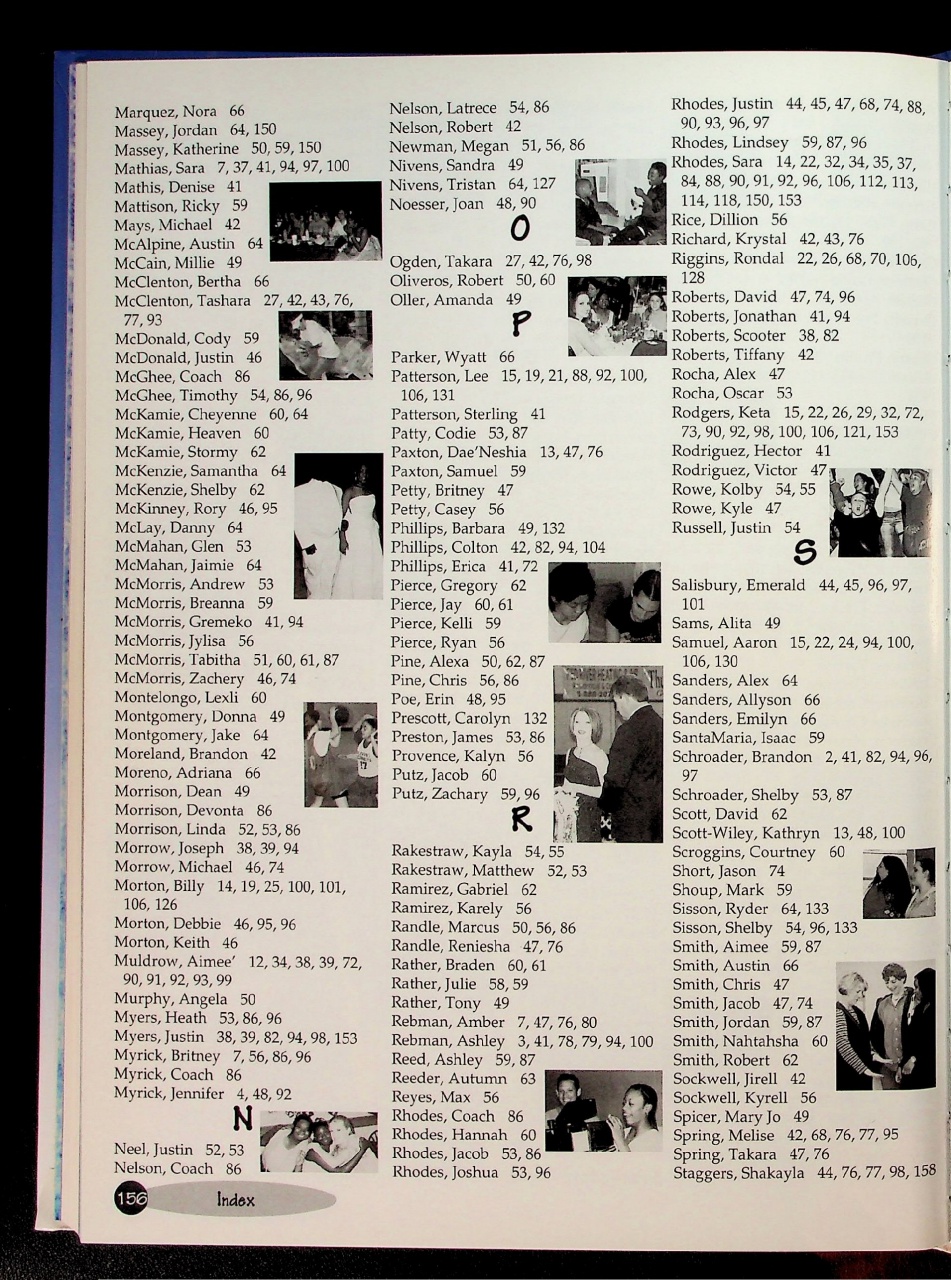 Marquez, Nora 66
Massey, Jordan 64, 150
Massey, Katherine 50, 59, 150
Mathias, Sara 7, 37, 41, 94, 97, 100
Mathis, Denise 41
Mattison, Ricky 59
Mays, Michael 42
McAlpine, Austin 64
McCain, Millie 49
McClenton, Bertha 66
McClenton, Tashara 27, 42, 43, 76,
77, 93
McDonald, Cody 59
McDonald, Justin 46
McGhee, Coach 86
McGhee, Timothy 54, 86, 96
McKamie, Cheyenne 60, 64
McKamie, Heaven 60
McKamie, Stormy 62
McKenzie, Samantha 64
McKenzie, Shelby 62
McKinney, Rory 46, 95
McLay, Danny 64
McMahan, Glen 53
McMahan, Jaimie 64
McMorris, Andrew 53
McMorris, Breanna 59
McMorris, Gremeko 41, 94
McMorris, Jylisa 56
McMorris, Tabitha 51, 60, 61, 87
McMorris, Zachery 46, 74
Montelongo, Lexli 60
Montgomery, Donna 49
Montgomery, Jake 64
Moreland, Brandon 42
Moreno, Adriana 66
Morrison, Dean 49
Morrison, Devonta 86
Morrison, Linda 52, 53, 86
Morrow, Joseph 38, 39, 94
Morrow, Michael 46, 74
Morton, Billy 14, 19, 25, 100, 101,
106, 126
Morton, Debbie 46, 95, 96
Morton, Keith 46
Muldrow, Aimee' 12, 34, 38, 39, 72,
90, 91, 92, 93, 99
Murphy, Angela 50
Myers, Heath 53, 86, 96
Myers, Justin 38, 39, 82, 94, 98, 153
Myrick, Britney 7, 56, 86, 96
Myrick, Coach 86
Myrick, Jennifer 4, 48, 92
N
Neel, Justin 52, 53
Nelson, Coach 86
Nelson, Latrece 54, 86
Nelson, Robert 42
Newman, Megan 51, 56, 86
Nivens, Sandra 49
Nivens, Tristan 64, 127
Noesser, Joan 48, 90
O
Ogden, Takara 27, 42, 76, 98
Oliveros, Robert 50, 60
Oller, Amanda 49
P
Parker, Wyatt 66
Patterson, Lee 15, 19, 21, 88, 92, 100,
106, 131
Patterson, Sterling 41
Patty, Codie 53, 87
Paxton, Dae'Neshia 13, 47, 76
Paxton, Samuel 59
Petty, Britney 47
Petty, Casey 56
Phillips, Barbara 49, 132
Phillips, Colton 42, 82, 94, 104
Phillips, Erica 41, 72
Pierce, Gregory 62
Pierce, Jay 60, 61
Pierce, Kelli 59
Pierce, Ryan 56
Pine, Alexa 50, 62, 87
Pine, Chris 56, 86
Poe, Erin 48, 95
Prescott, Carolyn 132
Preston, James 53, 86
Provence, Kalyn 56
Putz, Jacob 60
Putz, Zachary 59, 96
R
Rakestraw, Kayla 54, 55
Rakestraw, Matthew 52, 53
Ramirez, Gabriel 62
Ramirez, Karely 56
Randle, Marcus 50, 56, 86
Randle, Reniesha 47, 76
Rather, Braden 60, 61
Rather, Julie 58, 59
Rather, Tony 49
Rebman, Amber 7, 47, 76, 80
Rebman, Ashley 3, 41, 78, 79, 94, 100
Reed, Ashley 59, 87
Reeder, Autumn 63
Reyes, Max 56
Rhodes, Coach 86
Rhodes, Hannah 60
Rhodes, Jacob 53, 86
Rhodes, Joshua 53, 96
Rhodes, Justin 44, 45, 47, 68, 74, 88,
90, 93, 96, 97
Rhodes, Lindsey 59, 87, 96
Rhodes, Sara 14, 22, 32, 34, 35, 37,
84, 88, 90, 91, 92, 96, 106, 112, 113,
114, 118, 150, 153
Rice, Dillion 56
Richard, Krystal 42, 43, 76
Riggins, Rondal 22, 26, 68, 70, 106,
128
Roberts, David 47, 74, 96
Roberts, Jonathan 41, 94
Roberts, Scooter 38, 82
Roberts, Tiffany 42
Rocha, Alex 47
Rocha, Oscar 53
Rodgers, Keta 15, 22, 26, 29, 32, 72,
73, 90, 92, 98, 100, 106, 121, 153
Rodriguez, Hector 41
Rodriguez, Victor 47
Rowe, Kolby 54, 55
Rowe, Kyle 47
Russell, Justin 54
S
Salisbury, Emerald 44, 45, 96, 97,
101
Sams, Alita 49
Samuel, Aaron 15, 22, 24, 94, 100,
106, 130
Sanders, Alex 64
Sanders, Allyson 66
Sanders, Emilyn 66
SantaMaria, Isaac 59
Schroader, Brandon 2, 41, 82, 94, 96,
97
Schroader, Shelby 53, 87
Scott, David 62
Scott-Wiley, Kathryn 13, 48, 100
Scroggins, Courtney 60
Short, Jason 74
Shoup, Mark 59
Sisson, Ryder 64, 133
Sisson, Shelby 54, 96, 133
Smith, Aimee 59, 87
Smith, Austin 66
Smith, Chris 47
Smith, Jacob 47, 74
Smith, Jordan 59, 87
Smith, Nahtahsha 60
Smith, Robert 62
Sockwell, Jirell 42
Sockwell, Kyrell 56
Spicer, Mary Jo 49
Spring, Melise 42, 68, 76, 77, 95
Spring, Takara 47, 76
Staggers, Shakayla 44, 76, 77, 98, 158
156 Index